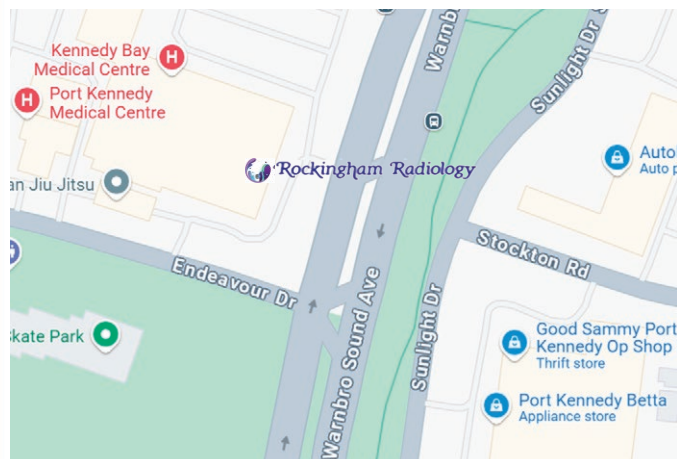 Kennedy Bay
Medical Centre
Port Kennedy
Medical Centre
Warnbro
Sunlight Dr
Rockingham Radiology
an Jiu Jitsu
Auto
Auto p
Stockton Rd
Endeavour Dr
Warnbro Sound Ave
Sunlight Dr
kate Park
Good Sammy Port
Kennedy Op Shop
Thrift store
Port Kennedy Betta
Appliance store